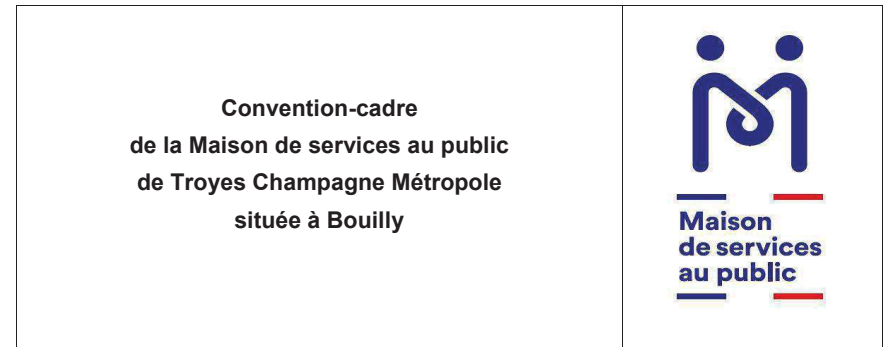 Convention-cadre
de la Maison de services au public
de Troyes Champagne Métropole
située à Bouilly
Maison
de services
au public